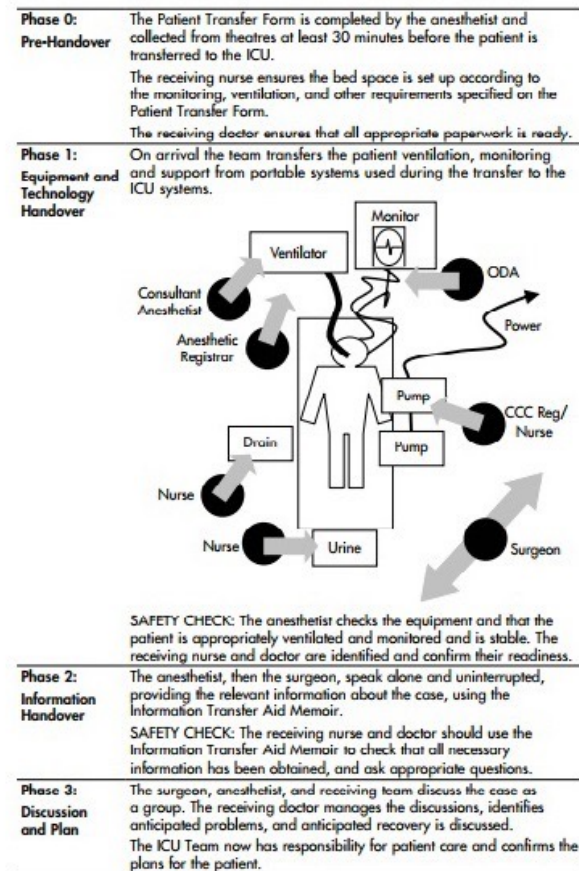 Phase 0:
Pre-Handover
The Patient Transfer Form is completed by the anesthetist and
collected from theatres at least 30 minutes before the patient is
transferred to the ICU.
The receiving nurse ensures the bed space is set up according to
the monitoring, ventilation, and other requirements specified on the
Patient Transfer Form.
The receiving doctor ensures that all appropriate paperwork is ready.
Phase 1:
Equipment and
Technology
Handover
On arrival the team transfers the patient ventilation, monitoring
and support from portable systems used during the transfer to the
ICU systems.
Monitor
Ventilator
ODA
Consultant
Anesthetist
Power
Anesthetic
Registrar
Pump
CCC Reg/
Nurse
Drain
Pump
Nurse
Nurse
Urine
Surgeon
SAFETY CHECK: The anesthetist checks the equipment and that the
patient is appropriately ventilated and monitored and is stable. The
receiving nurse and doctor are identified and confirm their readiness.
Phase 2:
Information
Handover
The anesthetist, then the surgeon, speak alone and uninterrupted,
providing the relevant information about the case, using the
Information Transfer Aid Memoir.
SAFETY CHECK: The receiving nurse and doctor should use the
Information Transfer Aid Memoir to check that all necessary
information has been obtained, and ask appropriate questions.
Phase 3:
Discussion
and Plan
The surgeon, anesthetist, and receiving team discuss the case as
a group. The receiving doctor manages the discussions, identifies
anticipated problems, and anticipated recovery is discussed.
The ICU Team now has responsibility for patient care and confirms the
plans for the patient.